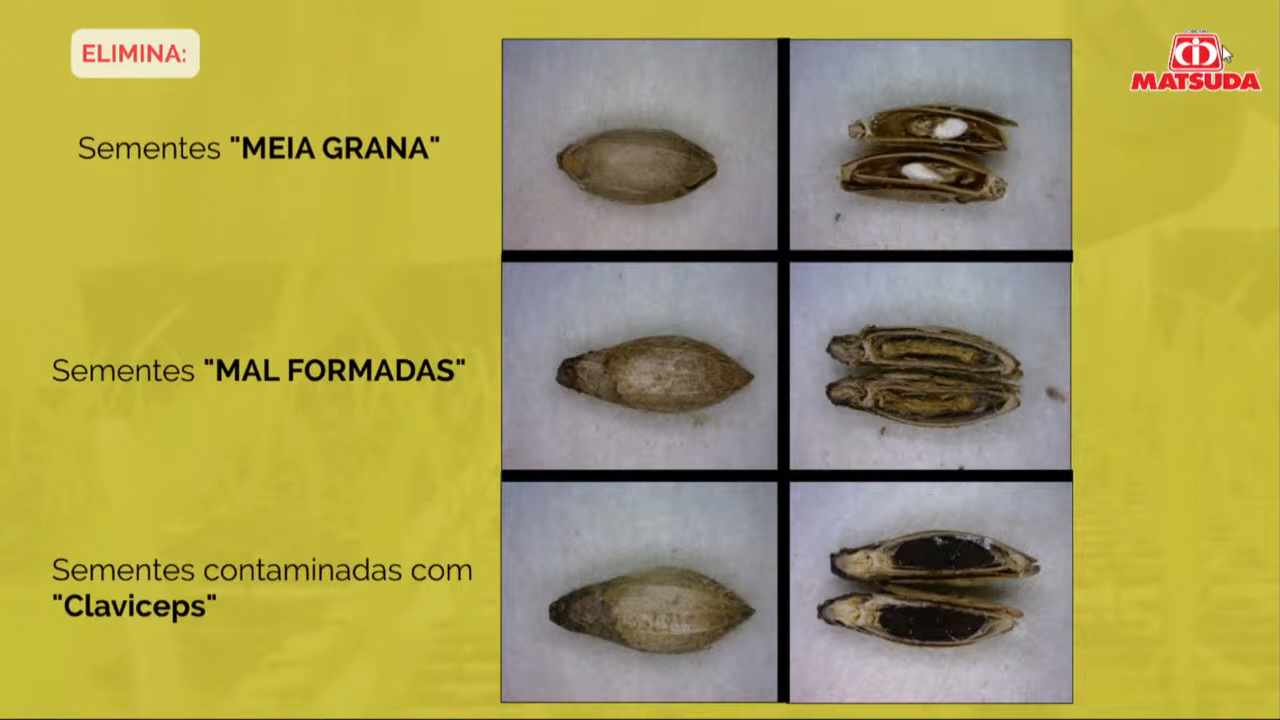 ELIMINA:
MATSUDA
Sementes "MEIA GRANA"
Sementes "MAL FORMADAS"
Sementes contaminadas com
"Claviceps"